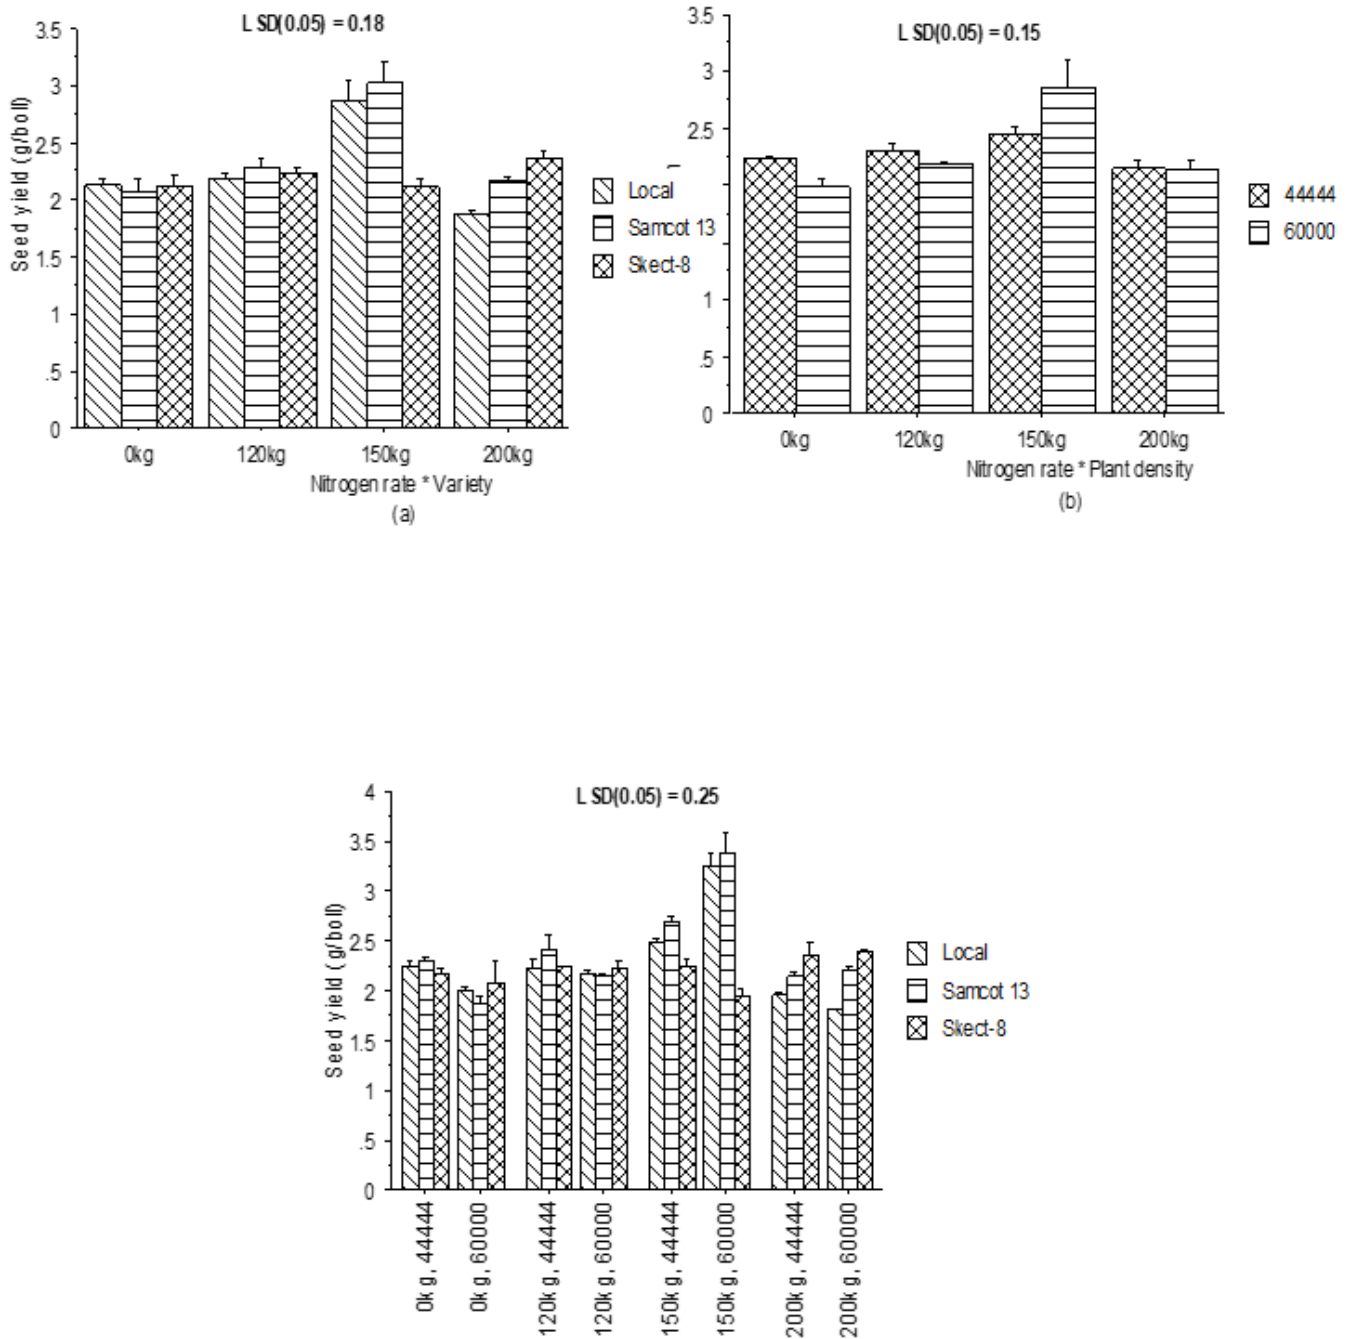 LSD(0.05) = 0.18
Seed yield (g/boll)
3.5
3
2.5
2
1.5
1
.5
0
0kg 120kg 150kg 200kg
Nitrogen rate * Variety
(a)
Local
Samcot 13
Skect-8
LSD(0.05) = 0.15
3.5
3
2.5
1
.5
0
0kg 120kg 150kg 200kg
Nitrogen rate * Plant density
(b)
44444
60000
LSD(0.05) = 0.25
Seed yield (g/boll)
4
3.5
3
2.5
2
1.5
1
.5
0
0kg, 44444
0kg, 60000
120kg, 44444
120kg, 60000
150kg, 44444
150kg, 60000
200kg, 44444
200kg, 60000
Local
Samcot 13
Skect-8